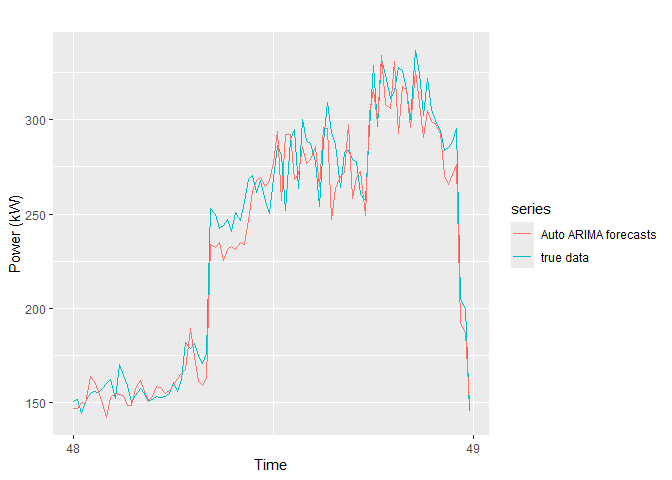 Power (kW)
300
250
200
150
48
49
Time
series
Auto ARIMA forecasts
true data